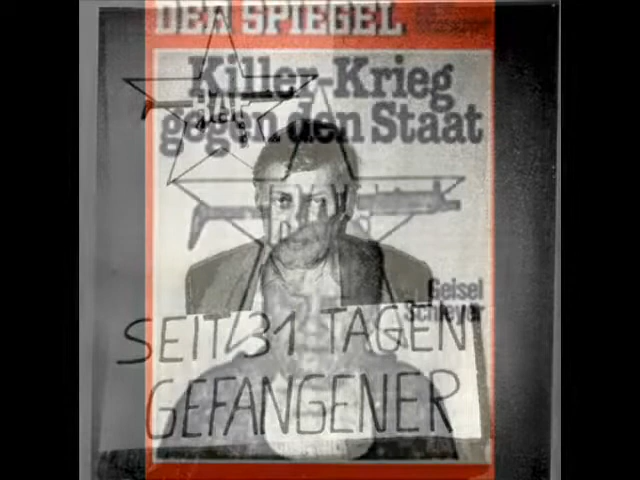 DER SPIEGEL
Killer-Krieg
gegen den Staat
Geisel
Schleyer
SEIT 31 TAGEN
GEFANGENER